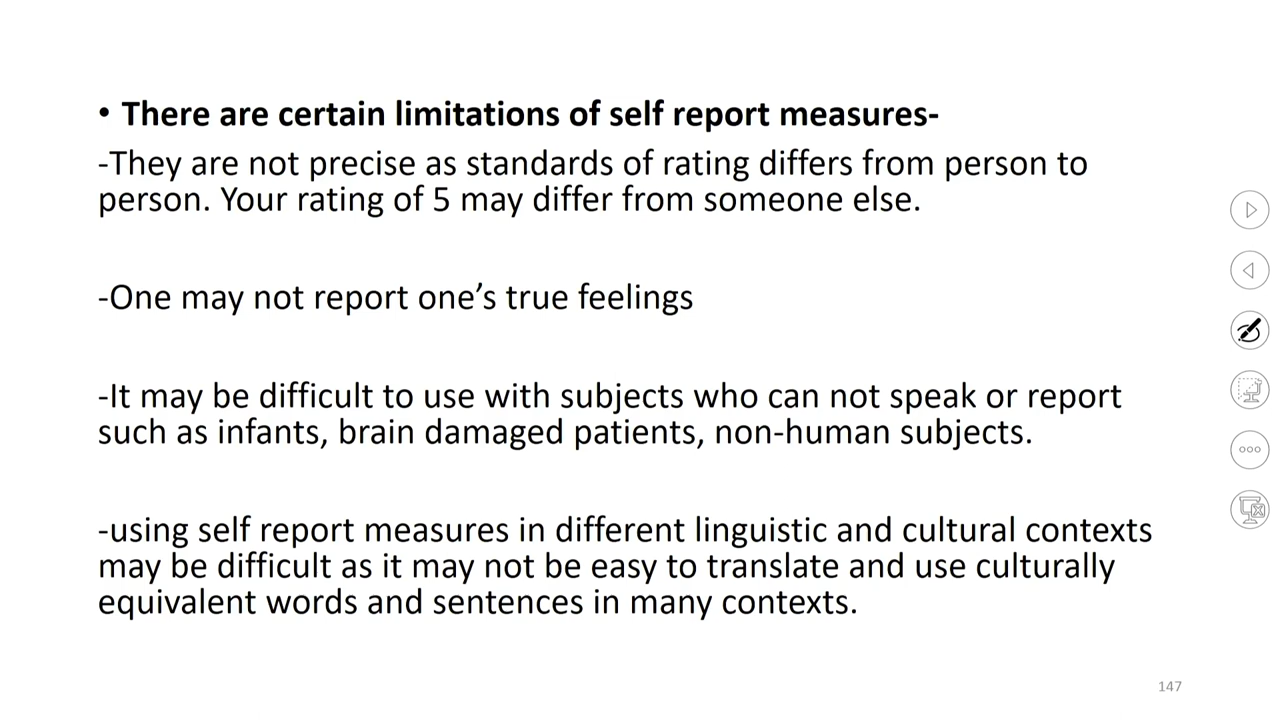 • There are certain limitations of self report measures-
-They are not precise as standards of rating differs from person to
person. Your rating of 5 may differ from someone else.
-One may not report one’s true feelings
-It may be difficult to use with subjects who can not speak or report
such as infants, brain damaged patients, non-human subjects.
-using self report measures in different linguistic and cultural contexts
may be difficult as it may not be easy to translate and use culturally
equivalent words and sentences in many contexts.
147